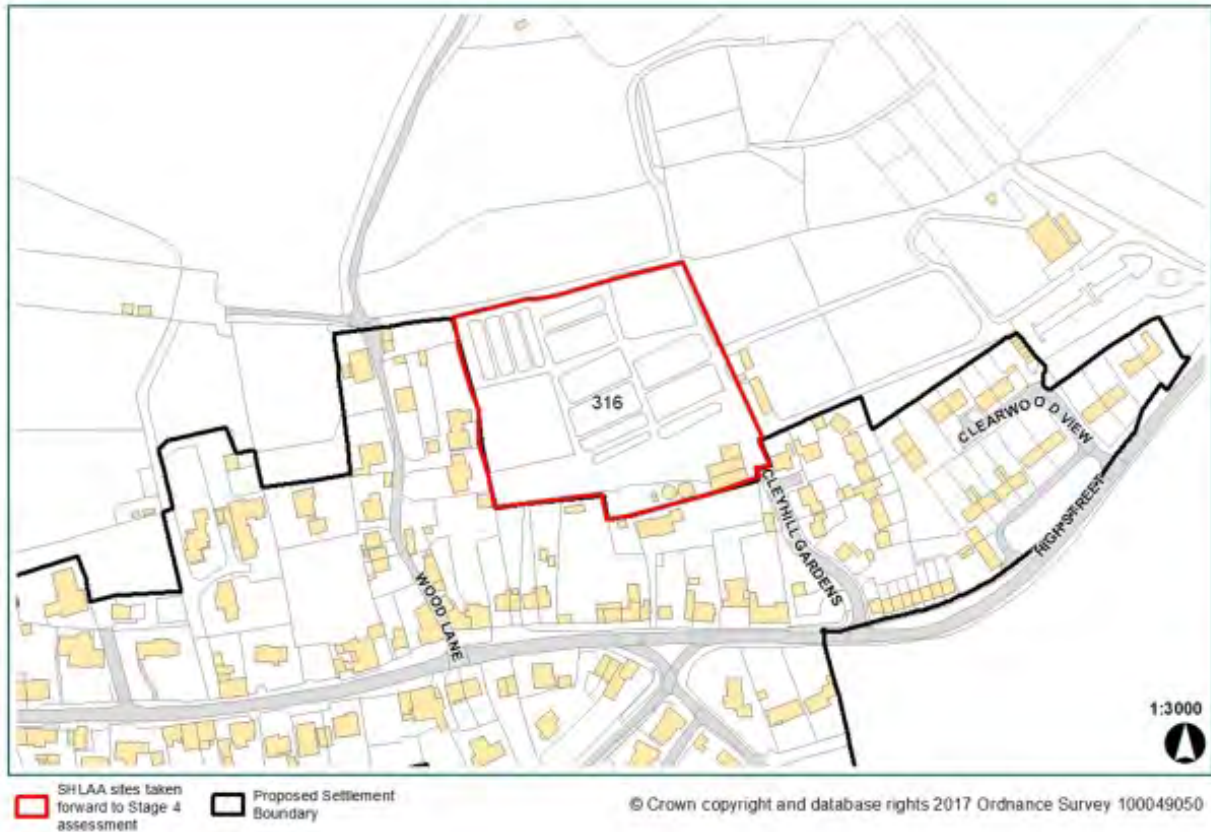 316
CLEARWOOD VIEW
CLEYHILL GARDENS
HIGH STREET
WOOD LANE
1:3000
SHLAA sites taken
forward to Stage 4
assessment
Proposed Settlement
Boundary
© Crown copyright and database rights 2017 Ordnance Survey 100049050